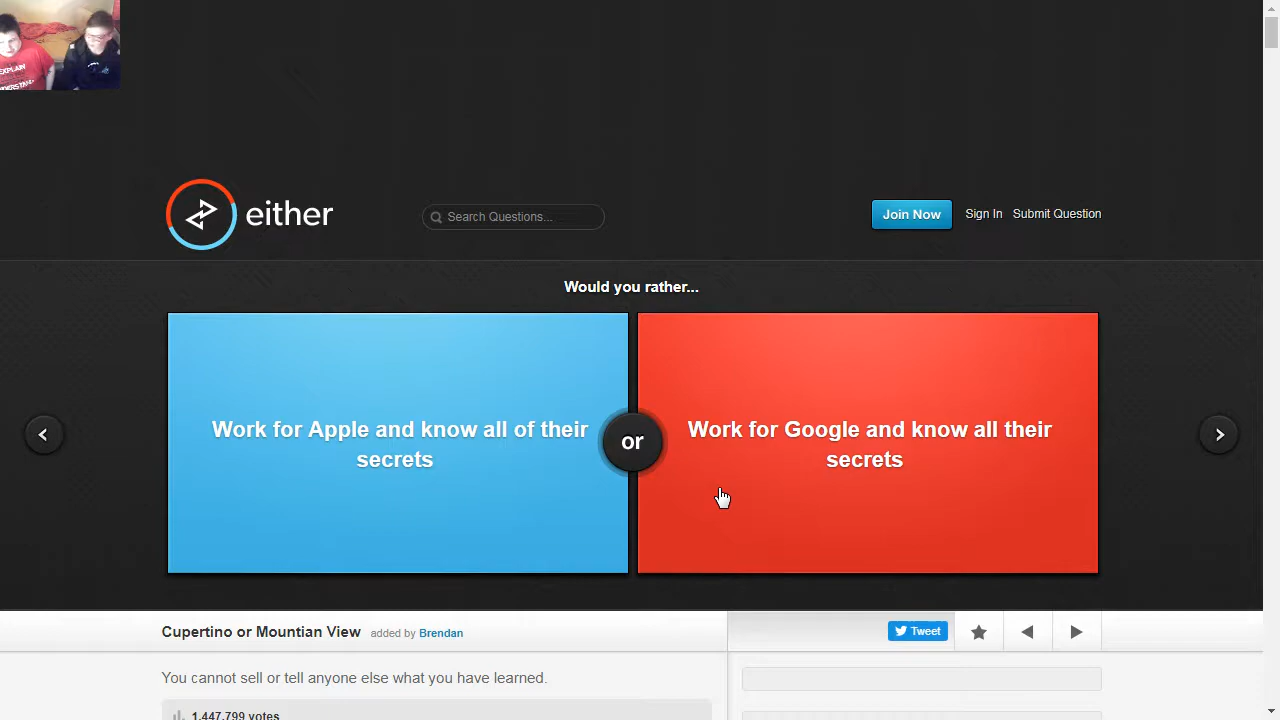 EXPLAIN
either
Search Questions...
Join Now
Sign In
Submit Question
Would you rather...
Work for Apple and know all of their
secrets
or
Work for Google and know all their
secrets
Cupertino or Mountian View
added by Brendan
Tweet
You cannot sell or tell anyone else what you have learned.
1,447,799 votes